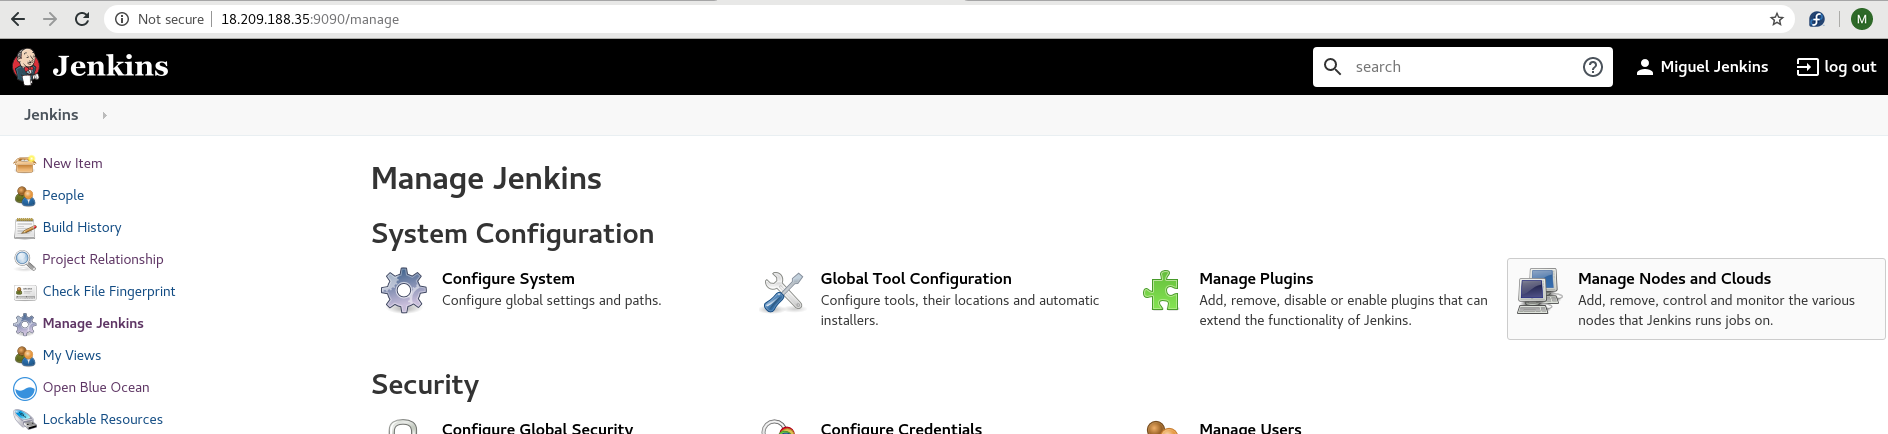 Not secure 18.209.188.35:9090/manage
M
Jenkins
search
Miguel Jenkins
log out
Jenkins
New Item
People
Build History
Project Relationship
Check File Fingerprint
Manage Jenkins
My Views
Open Blue Ocean
Lockable Resources
Manage Jenkins
System Configuration
Configure System
Configure global settings and paths.
Global Tool Configuration
Configure tools, their locations and automatic
installers.
Manage Plugins
Add, remove, disable or enable plugins that can
extend the functionality of Jenkins.
Manage Nodes and Clouds
Add, remove, control and monitor the various
nodes that Jenkins runs jobs on.
Security
Configure Global Security
Configure Credentials
Manage Users